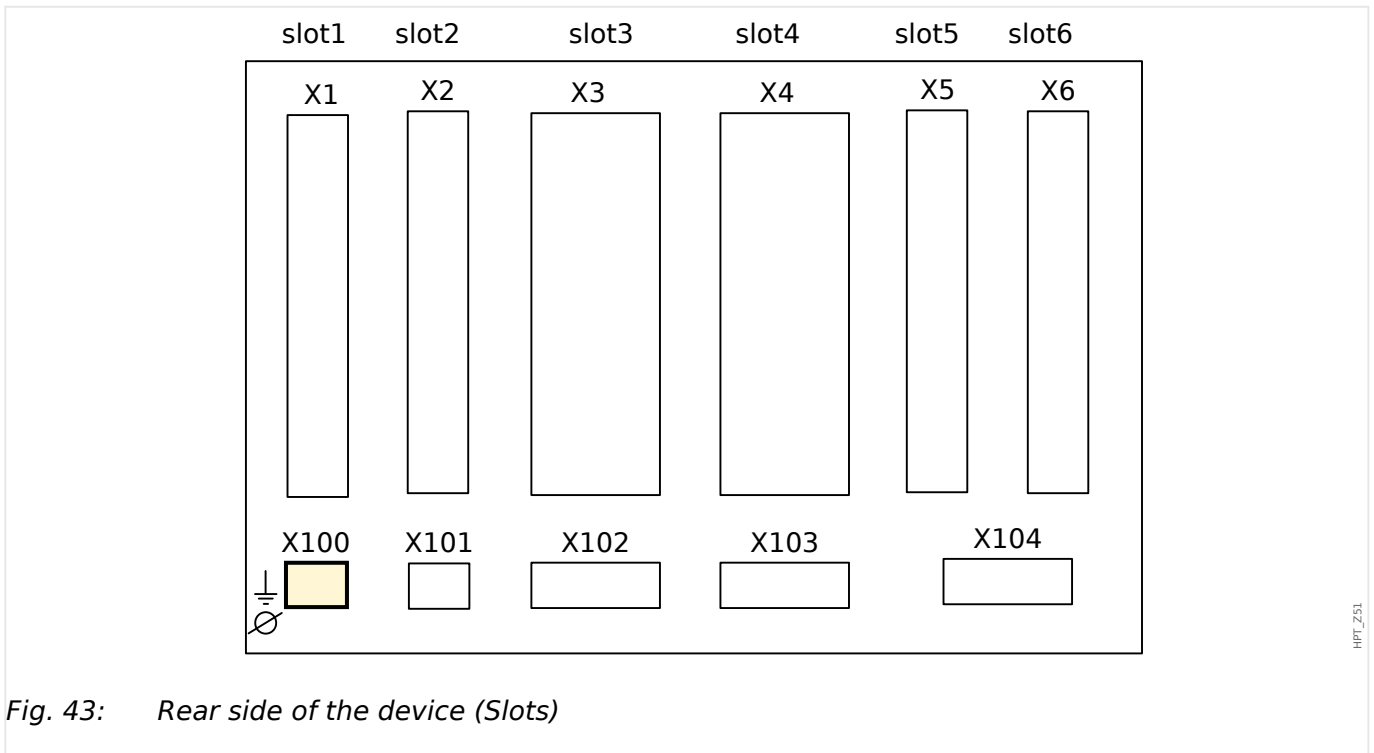 slot1 slot2 slot3 slot4 slot5 slot6
X1 X2 X3 X4 X5 X6
X100 X101 X102 X103 X104
HPT_Z51
Fig. 43: Rear side of the device (Slots)